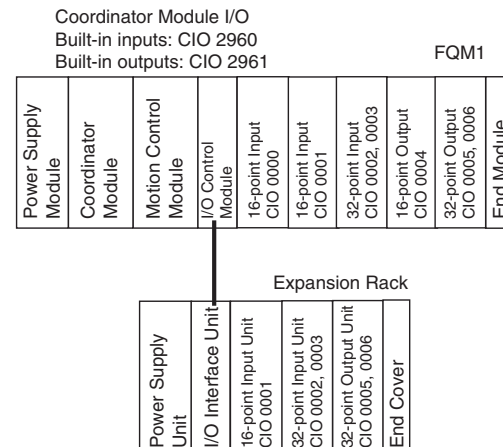 Coordinator Module I/O
Built-in inputs: CIO 2960
Built-in outputs: CIO 2961
FQM1
Power Supply
Module
Coordinator
Module
Motion Control
Module
I/O Control
Module
16-point Input
CIO 0000
16-point Input
CIO 0001
32-point Input
CIO 0002, 0003
16-point Output
CIO 0004
32-point Output
CIO 0005, 0006
End Module
Expansion Rack
Power Supply
Unit
I/O Interface Unit
16-point Input Unit
CIO 0001
32-point Input Unit
CIO 0002, 0003
32-point Output Unit
CIO 0005, 0006
End Cover